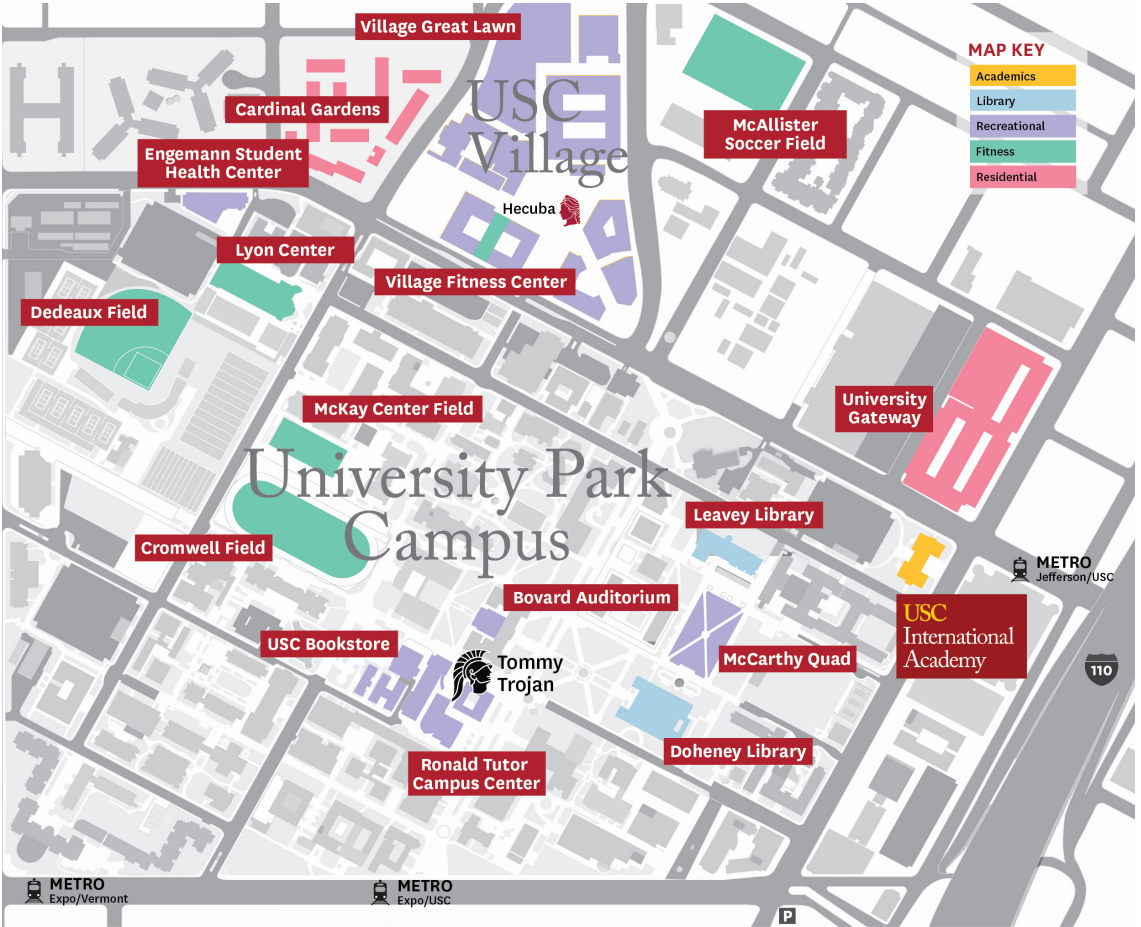 Village Great Lawn
MAP KEY
Academics
Library
Recreational
Fitness
Residential
Cardinal Gardens
USC
Village
McAllister
Soccer Field
Engemann Student
Health Center
Hecuba
Lyon Center
Village Fitness Center
Dedeaux Field
McKay Center Field
University
Gateway
University Park
Campus
Leavey Library
Cromwell Field
METRO
Jefferson/USC
Bovard Auditorium
USC
International
Academy
USC Bookstore
Tommy
Trojan
McCarthy Quad
110
Doheney Library
Ronald Tutor
Campus Center
METRO
Expo/Vermont
METRO
Expo/USC
P